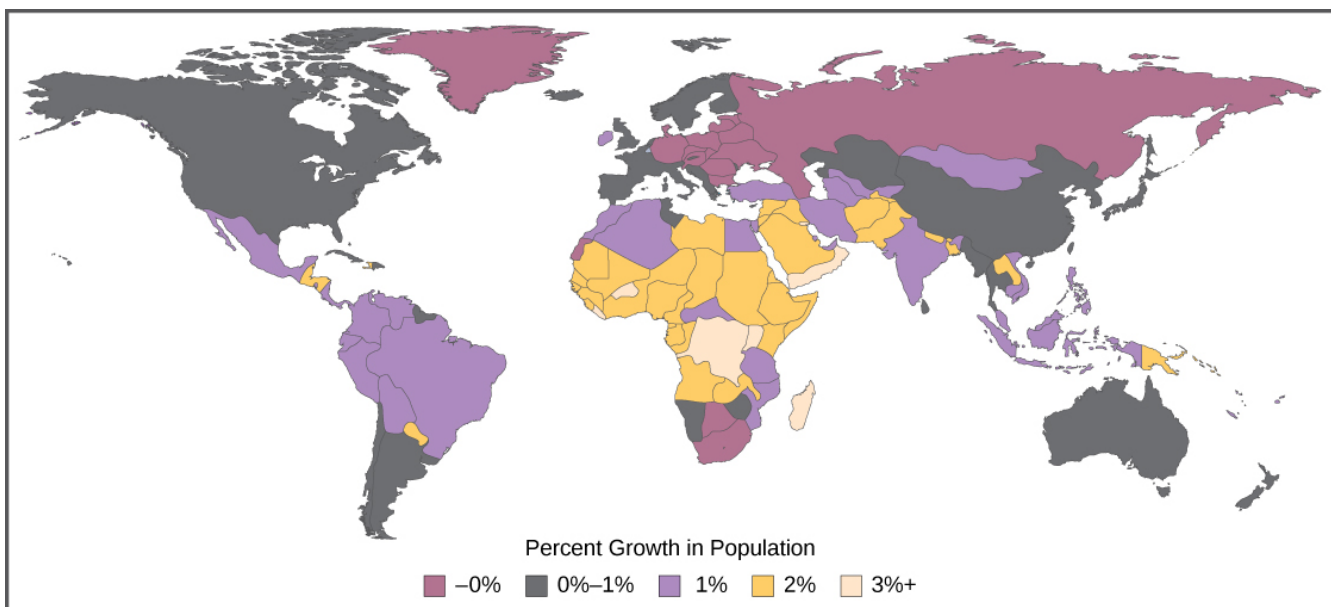 Percent Growth in Population
–0% 0%–1% 1% 2% 3%+